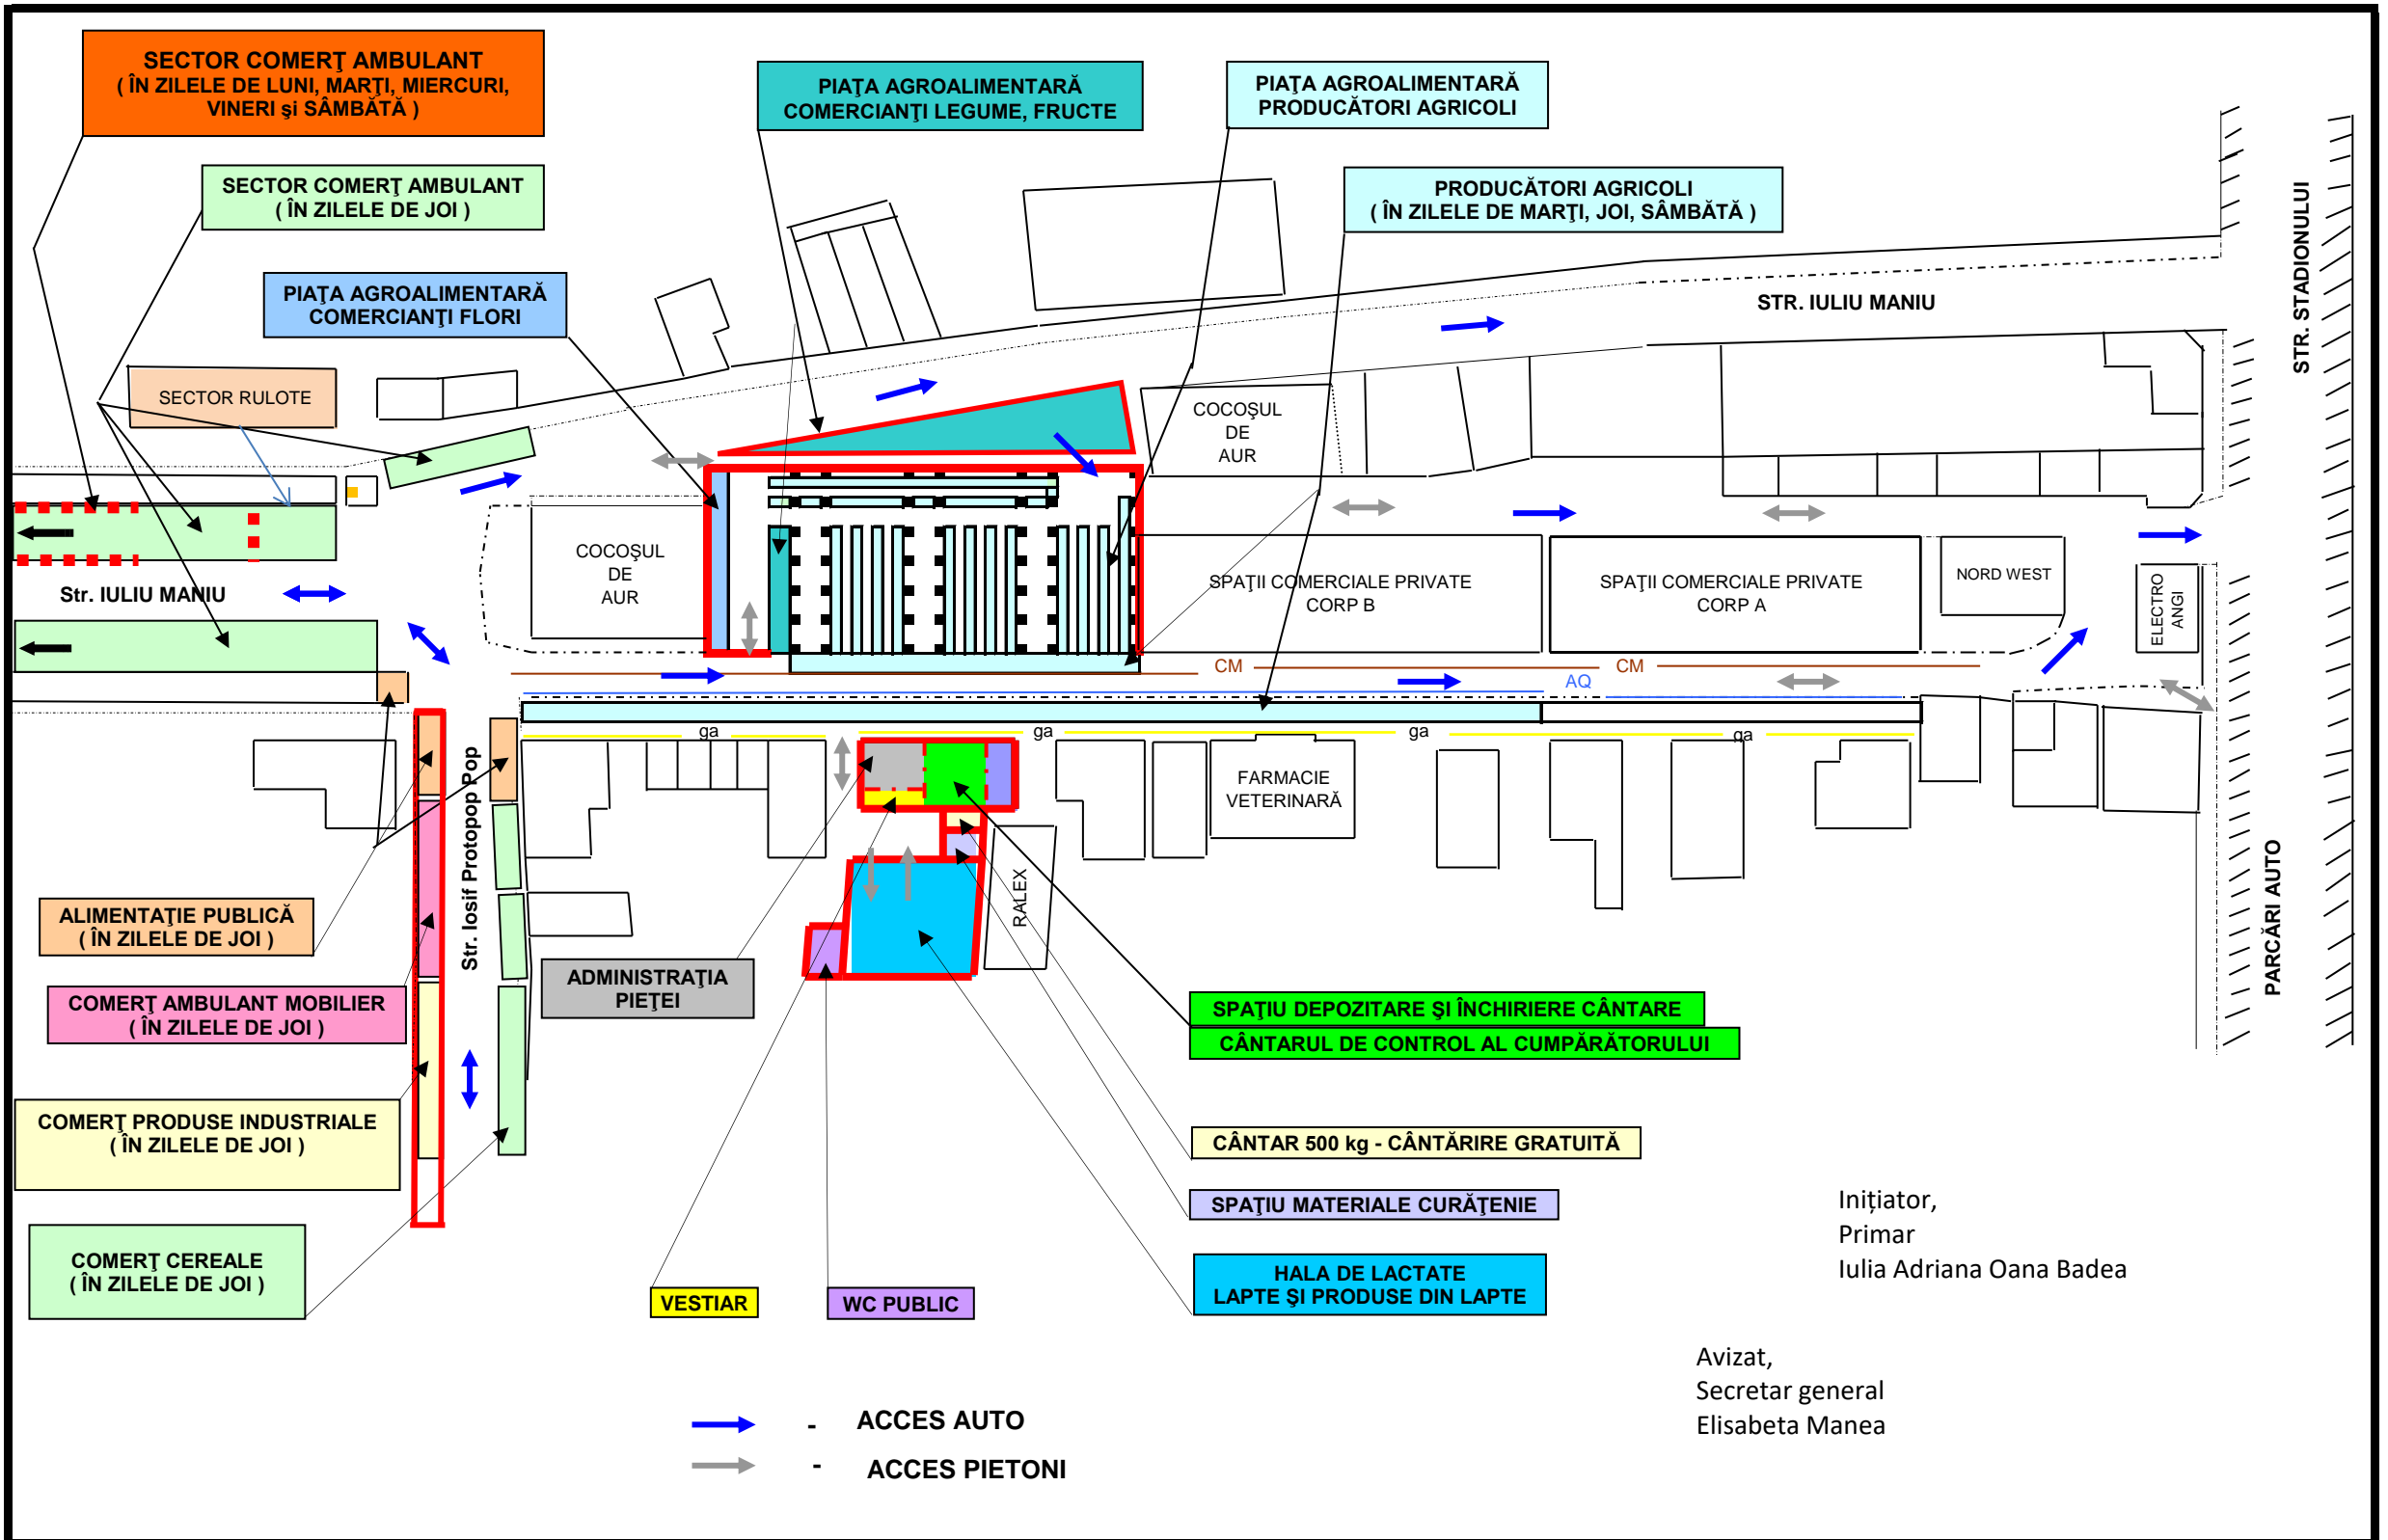 SECTOR COMERŢ AMBULANT
( ÎN ZILELE DE LUNI, MARŢI, MIERCURI,
VINERI şi SÂMBĂTĂ )
PIAŢA AGROALIMENTARĂ
COMERCIANŢI LEGUME, FRUCTE
PIAŢA AGROALIMENTARĂ
PRODUCĂTORI AGRICOLI
SECTOR COMERŢ AMBULANT
( ÎN ZILELE DE JOI )
PRODUCĂTORI AGRICOLI
( ÎN ZILELE DE MARŢI, JOI, SÂMBĂTĂ )
PIAŢA AGROALIMENTARĂ
COMERCIANŢI FLORI
STR. IULIU MANIU
STR. STADIONULUI
SECTOR RULOTE
COCOŞUL
DE
AUR
COCOŞUL
DE
AUR
SPAŢII COMERCIALE PRIVATE
CORP B
SPAŢII COMERCIALE PRIVATE
CORP A
NORD WEST
ELECTRO
ANGI
Str. IULIU MANIU
CM
CM
AQ
ga
ga
ga
ga
Str. Iosif Protopop Pop
FARMACIE
VETERINARĂ
RALEX
PARCĂRI AUTO
ALIMENTAŢIE PUBLICĂ
( ÎN ZILELE DE JOI )
ADMINISTRAŢIA
PIEŢEI
COMERŢ AMBULANT MOBILIER
( ÎN ZILELE DE JOI )
SPAŢIU DEPOZITARE ŞI ÎNCHIRIERE CÂNTARE
CÂNTARUL DE CONTROL AL CUMPĂRĂTORULUI
COMERŢ PRODUSE INDUSTRIALE
( ÎN ZILELE DE JOI )
CÂNTAR 500 kg - CÂNTĂRIRE GRATUITĂ
SPAŢIU MATERIALE CURĂŢENIE
COMERŢ CEREALE
( ÎN ZILELE DE JOI )
HALA DE LACTATE
LAPTE ŞI PRODUSE DIN LAPTE
VESTIAR
WC PUBLIC
Inițiator,
Primar
Iulia Adriana Oana Badea
Avizat,
Secretar general
Elisabeta Manea
- ACCES AUTO
- ACCES PIETONI